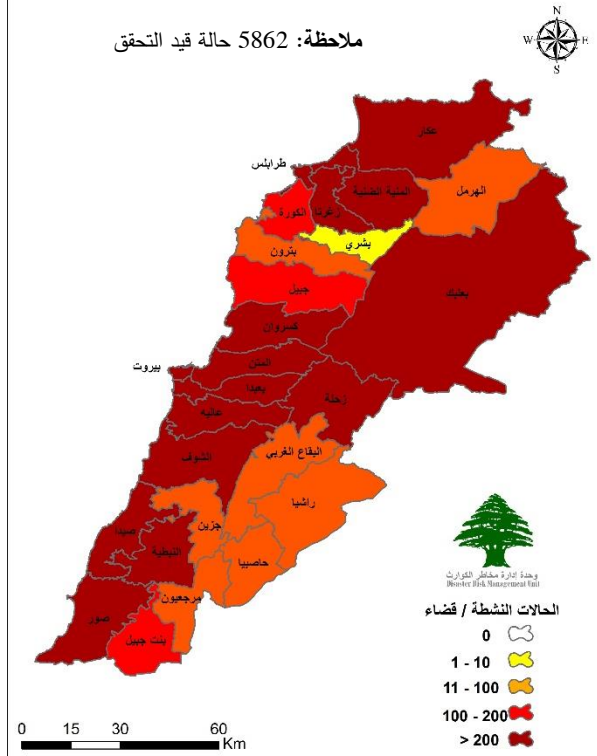 ملاحظة: 5862 حالة قيد التحقق
N
W E
S
عكار
طرابلس
المنية الضنية
الهرمل
زغرتا
الكورة
بشري
بترون
بعلبك
جبيل
كسروان
المتن
بيروت
بعبدا
زحلة
عاليه
الشوف
البقاع الغربي
راشيا
جزين
صيدا
النبطية
حاصبيا
مرجعيون
صور
بنت جبيل
وحدة إدارة مخاطر الكوارث
Disaster Risk Management Unit
الحالات النشطة / قضاء
0
1 - 10
11 - 100
100 - 200
> 200
0 15 30 60
Km